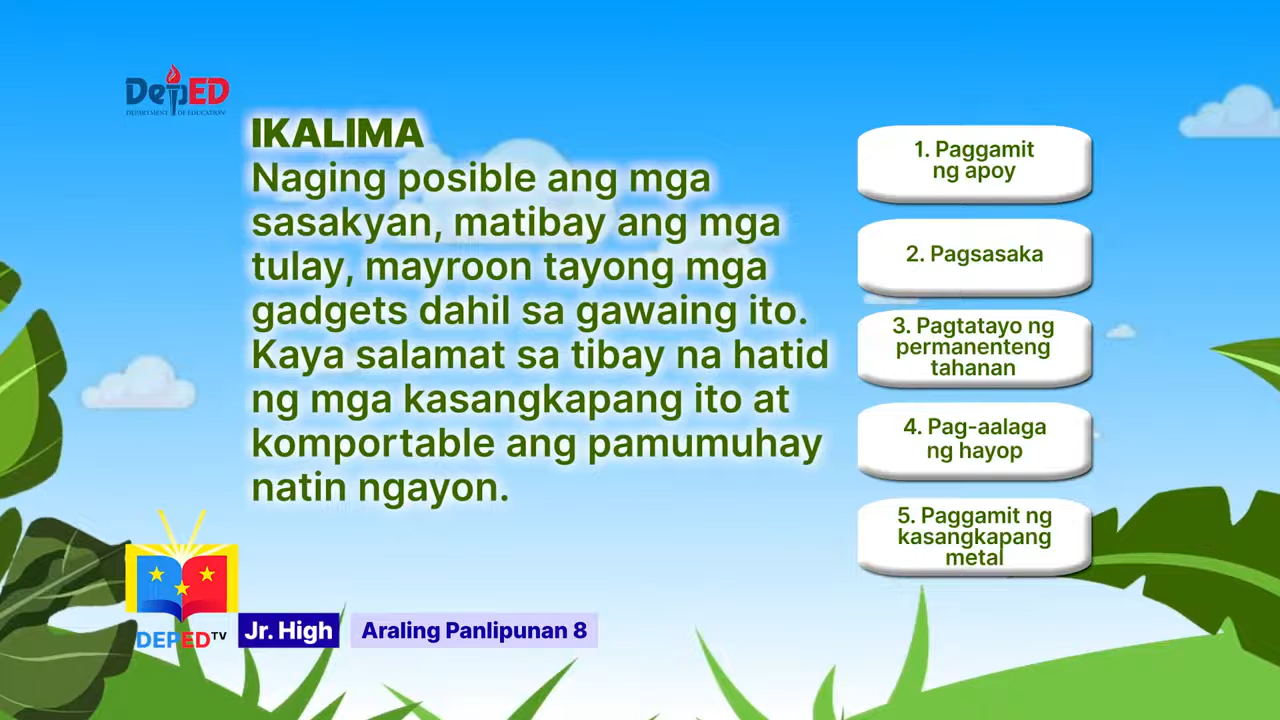 DepED
DEPARTMENT OF EDUCATION
IKALIMA
Naging posible ang mga
sasakyan, matibay ang mga
tulay, mayroon tayong mga
gadgets dahil sa gawaing ito.
Kaya salamat sa tibay na hatid
ng mga kasangkapang ito at
komportable ang pamumuhay
natin ngayon.
1. Paggamit
ng apoy
2. Pagsasaka
3. Pagtatayo ng
permanenteng
tahanan
4. Pag-aalaga
ng hayop
5. Paggamit ng
kasangkapang
metal
DEPED TV
Jr. High
Araling Panlipunan 8